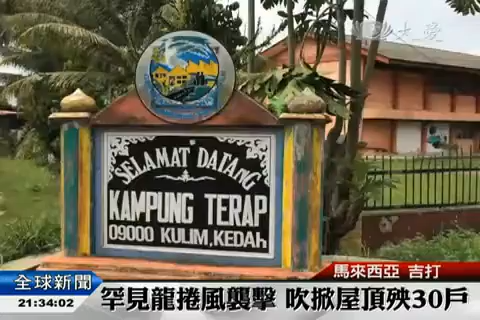 大愛
SELAMAT DATANG
KAMPUNG TERAP
09000 KULIM, KEDAh
馬來西亞 吉打
全球新聞
21:34:02
罕見龍捲風襲擊 吹掀屋頂殃30戶